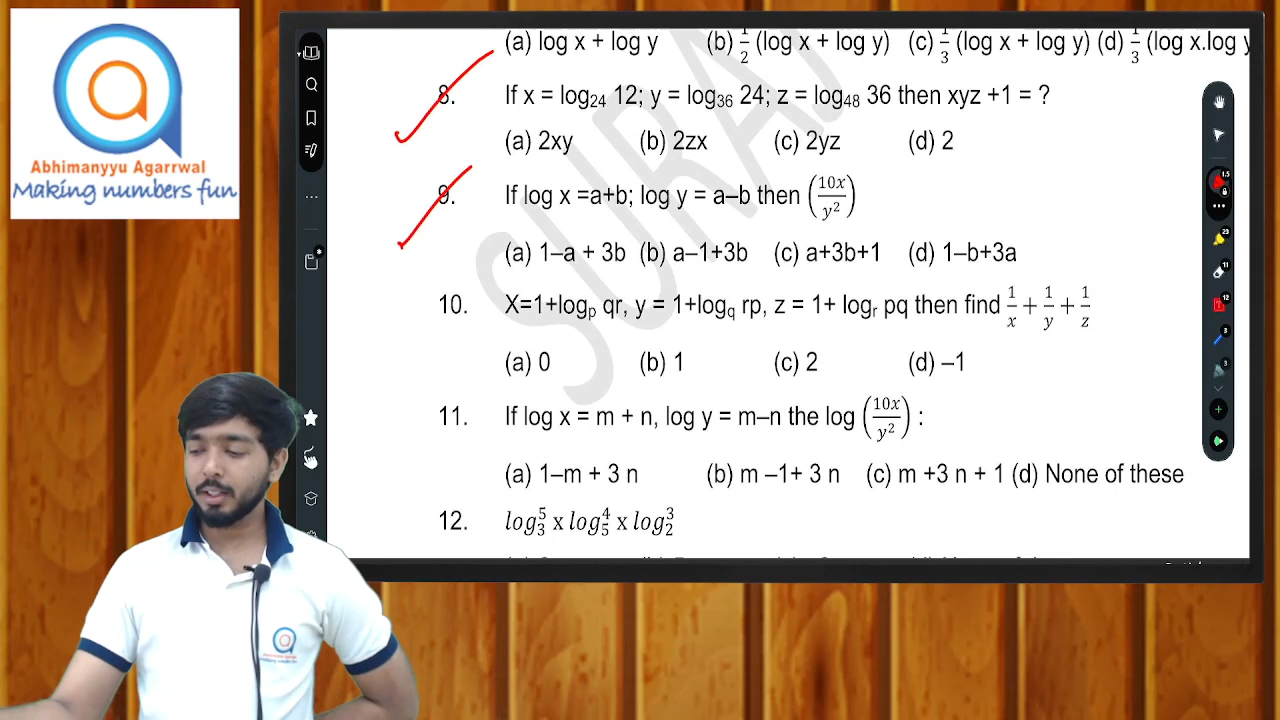 Abhimanyyu Agarrwal
Making numbers fun
(a) log x + log y (b) 1/2 (log x + log y) (c) 1/3 (log x + log y) (d) 1/3 (log x.log y
8. If x = log₂₄ 12; y = log₃₆ 24; z = log₄₈ 36 then xyz +1 = ?
(a) 2xy (b) 2zx (c) 2yz (d) 2
9. If log x =a+b; log y = a–b then (10x/y²)
(a) 1–a + 3b (b) a–1+3b (c) a+3b+1 (d) 1–b+3a
10. X=1+logₚ qr, y = 1+log_q rp, z = 1+ logᵣ pq then find 1/x + 1/y + 1/z
(a) 0 (b) 1 (c) 2 (d) –1
11. If log x = m + n, log y = m–n the log (10x/y²) :
(a) 1–m + 3 n (b) m –1+ 3 n (c) m +3 n + 1 (d) None of these
12. log₃⁵ x log₅⁴ x log₂³